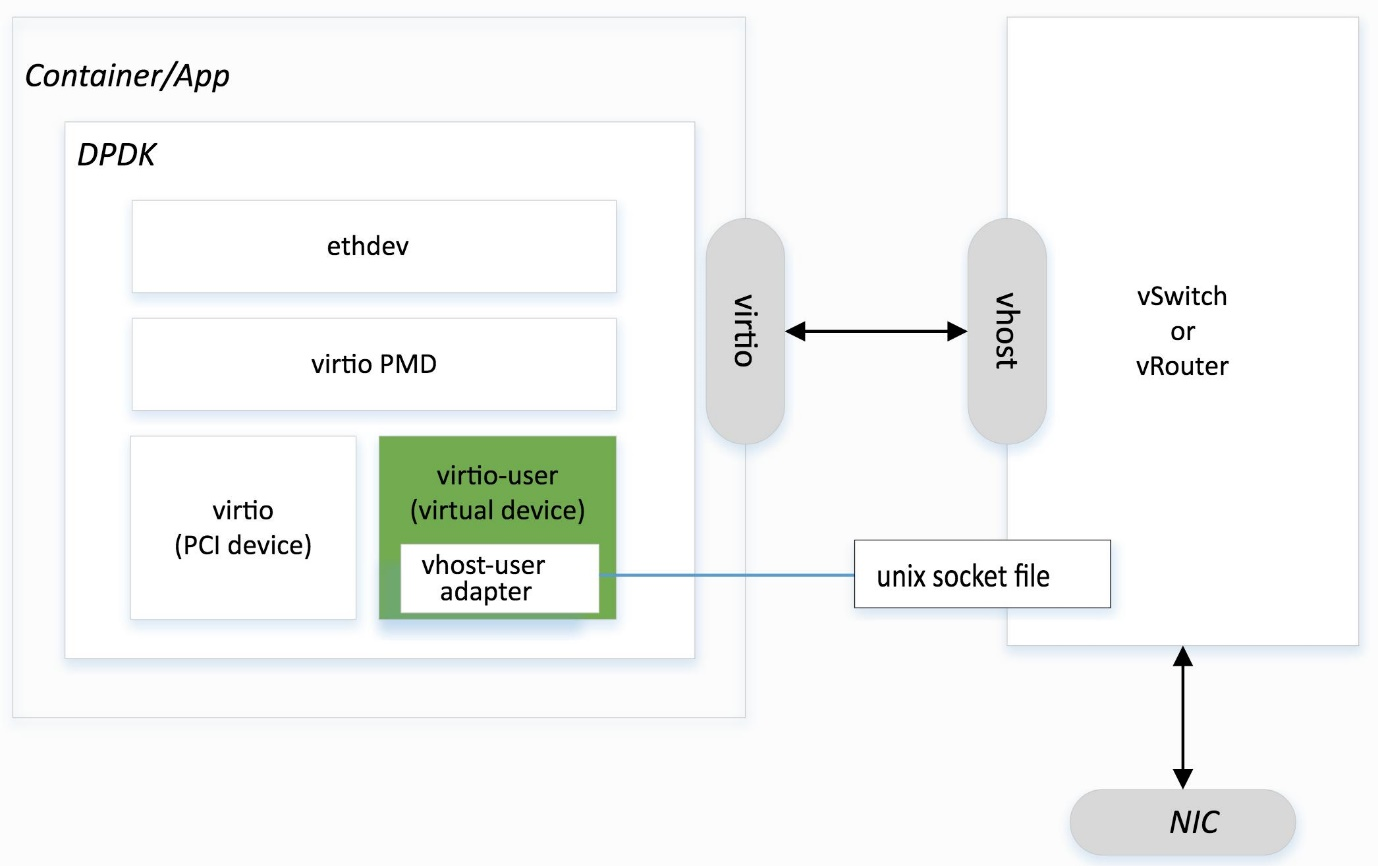 Container/App
DPDK
ethdev
virtio PMD
virtio
(PCI device)
virtio-user
(virtual device)
vhost-user
adapter
virtio
vhost
vSwitch
or
vRouter
unix socket file
NIC